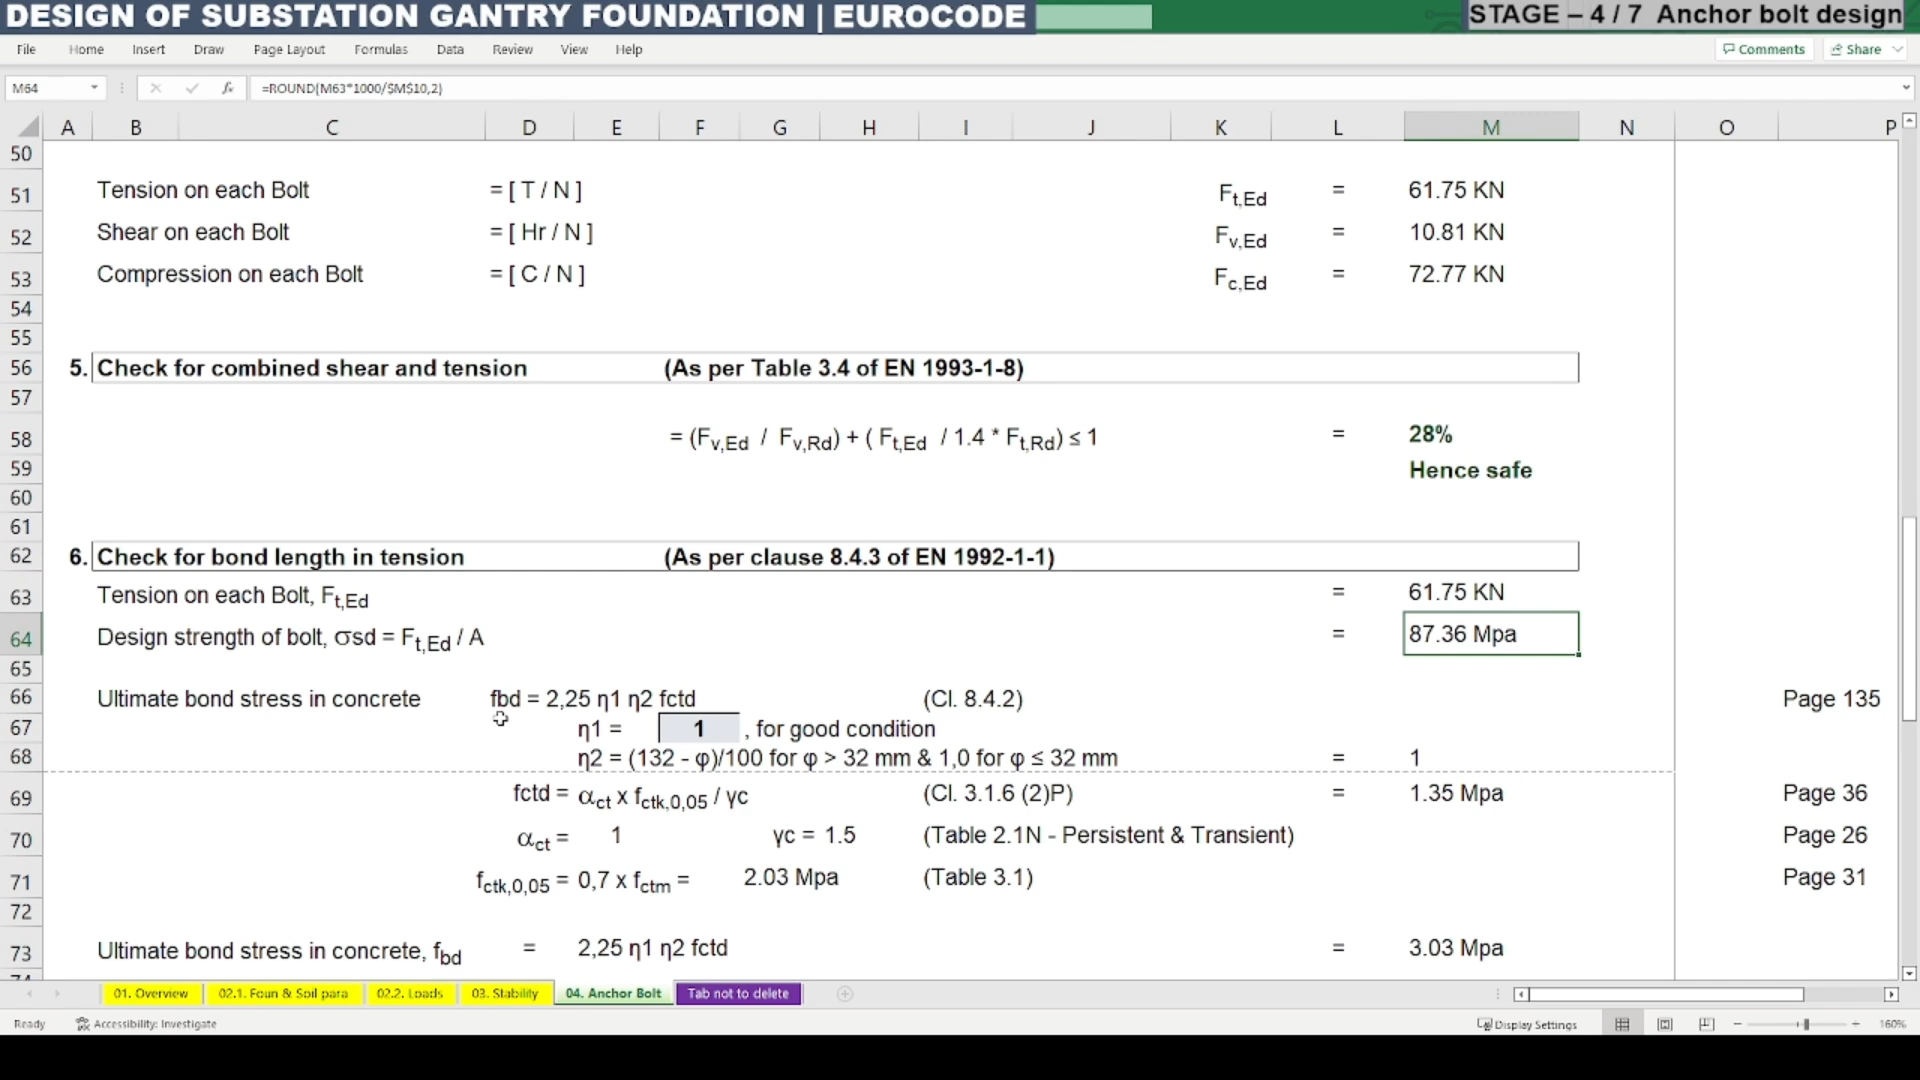 DESIGN OF SUBSTATION GANTRY FOUNDATION | EUROCODE
STAGE – 4 / 7 Anchor bolt design
File Home Insert Draw Page Layout Formulas Data Review View Help
Comments Share
M64 fx =ROUND(M63*1000/$M$10,2)
A B C D E F G H I J K L M N O P
50
51 Tension on each Bolt = [ T / N ] Ft,Ed = 61.75 KN
52 Shear on each Bolt = [ Hr / N ] Fv,Ed = 10.81 KN
53 Compression on each Bolt = [ C / N ] Fc,Ed = 72.77 KN
54
55
56 5. Check for combined shear and tension (As per Table 3.4 of EN 1993-1-8)
57
58 = (Fv,Ed / Fv,Rd) + ( Ft,Ed / 1.4 * Ft,Rd) ≤ 1 = 28%
59 Hence safe
60
61
62 6. Check for bond length in tension (As per clause 8.4.3 of EN 1992-1-1)
63 Tension on each Bolt, Ft,Ed = 61.75 KN
64 Design strength of bolt, σsd = Ft,Ed / A = 87.36 Mpa
65
66 Ultimate bond stress in concrete fbd = 2,25 η1 η2 fctd (Cl. 8.4.2) Page 135
67 η1 = 1 , for good condition
68 η2 = (132 - φ)/100 for φ > 32 mm & 1,0 for φ ≤ 32 mm = 1
69 fctd = αct x fctk,0,05 / γc (Cl. 3.1.6 (2)P) = 1.35 Mpa Page 36
70 αct = 1 γc = 1.5 (Table 2.1N - Persistent & Transient) Page 26
71 fctk,0,05 = 0,7 x fctm = 2.03 Mpa (Table 3.1) Page 31
72
73 Ultimate bond stress in concrete, fbd = 2,25 η1 η2 fctd = 3.03 Mpa
74
01. Overview 02.1. Foun & Soil para 02.2. Loads 03. Stability 04. Anchor Bolt Tab not to delete
Ready Accessibility: Investigate Display Settings 160%